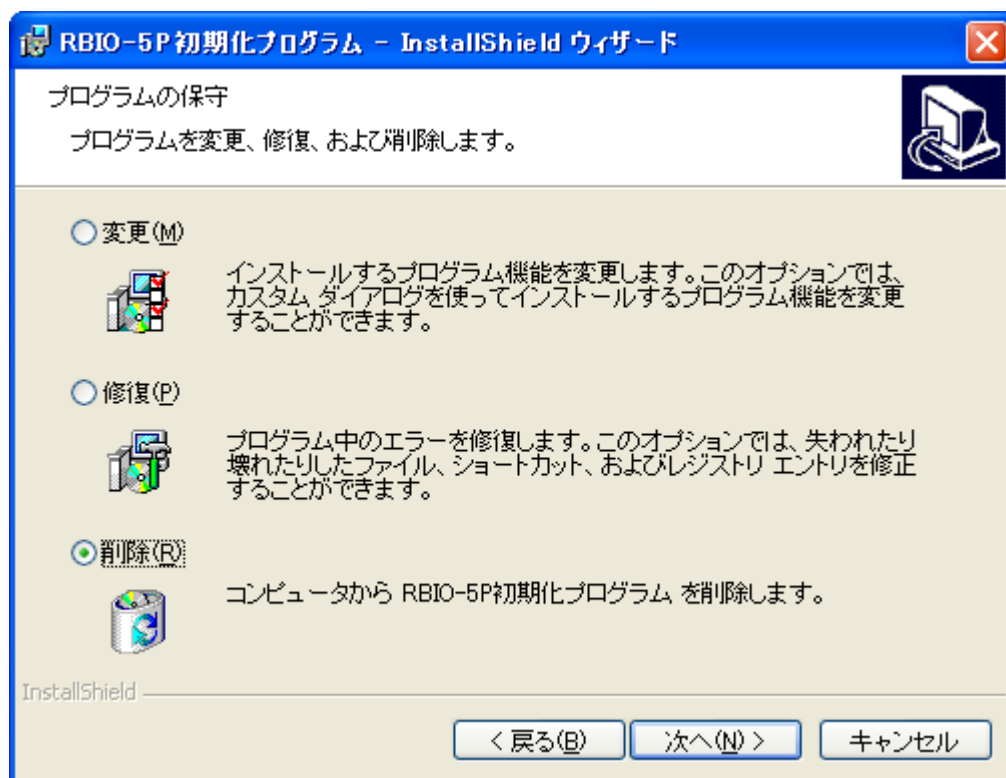 RBIO-5P初期化プログラム - InstallShield ウィザード
プログラムの保守
プログラムを変更、修復、および削除します。
変更(M)
インストールするプログラム機能を変更します。このオプションでは、
カスタム ダイアログを使ってインストールするプログラム機能を変更
することができます。
修復(P)
プログラム中のエラーを修復します。このオプションでは、失われたり
壊れたりしたファイル、ショートカット、およびレジストリ エントリを修正
することができます。
削除(R)
コンピュータから RBIO-5P初期化プログラム を削除します。
InstallShield
< 戻る(B) 次へ(N) > キャンセル